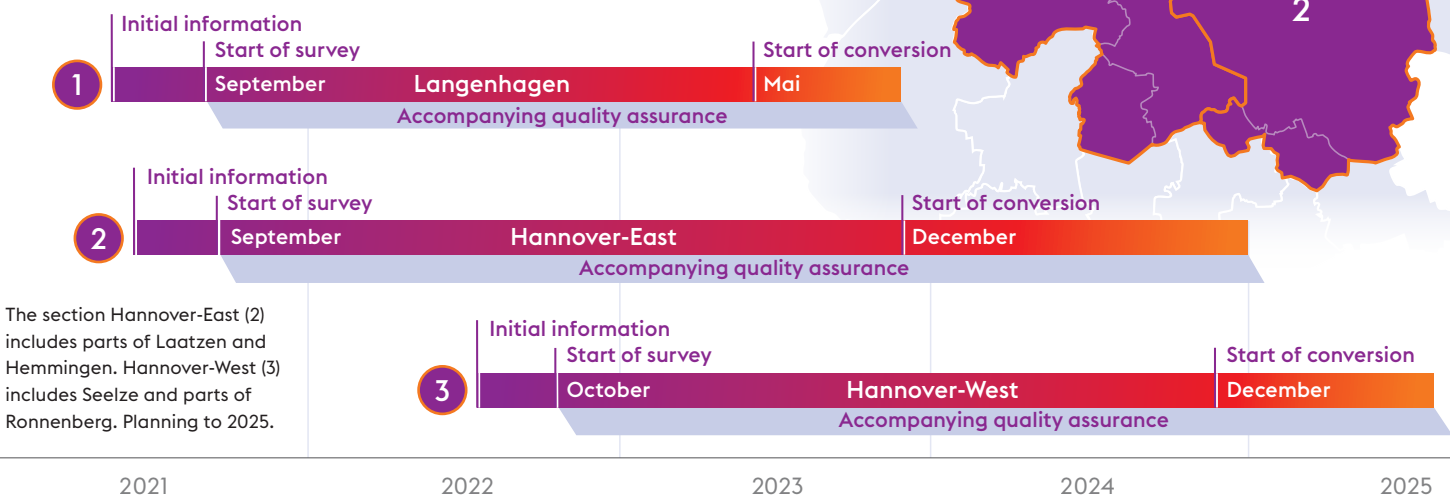 2
Initial information
Start of survey
Start of conversion
1
September
Langenhagen
Mai
Accompanying quality assurance
Initial information
Start of survey
Start of conversion
2
September
Hannover-East
December
Accompanying quality assurance
The section Hannover-East (2)
includes parts of Laatzen and
Hemmingen. Hannover-West (3)
includes Seelze and parts of
Ronnenberg. Planning to 2025.
Initial information
Start of survey
Start of conversion
3
October
Hannover-West
December
Accompanying quality assurance
2021
2022
2023
2024
2025